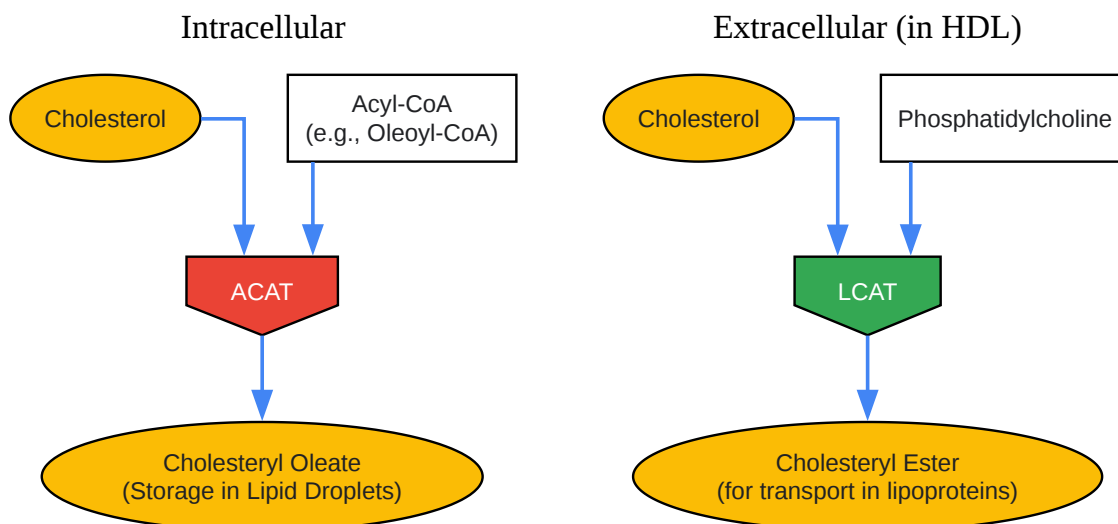 Intracellular
Extracellular (in HDL)
Cholesterol
Acyl-CoA
(e.g., Oleoyl-CoA)
Cholesterol
Phosphatidylcholine
ACAT
LCAT
Cholesteryl Oleate
(Storage in Lipid Droplets)
Cholesteryl Ester
(for transport in lipoproteins)